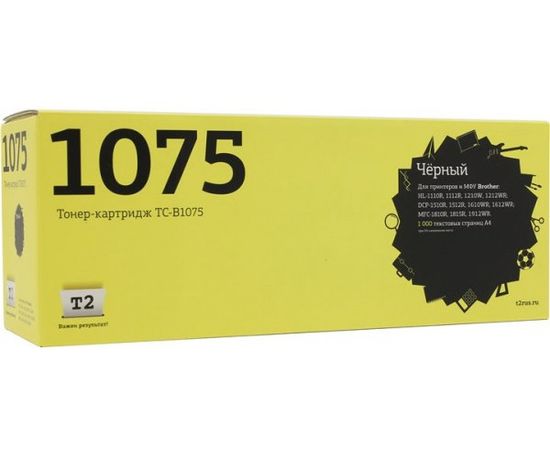 1075
Тонер-картридж TC-B1075
T2
Важен результат!
Чёрный
Для принтеров и МФУ Brother:
HL-1110R, 1112R, 1210W, 1212WR;
DCP-1510R, 1512R, 1610WR, 1612WR;
MFC-1810R, 1815R, 1912WR.
1 000 текстовых страниц А4
t2rus.ru
1075
T2